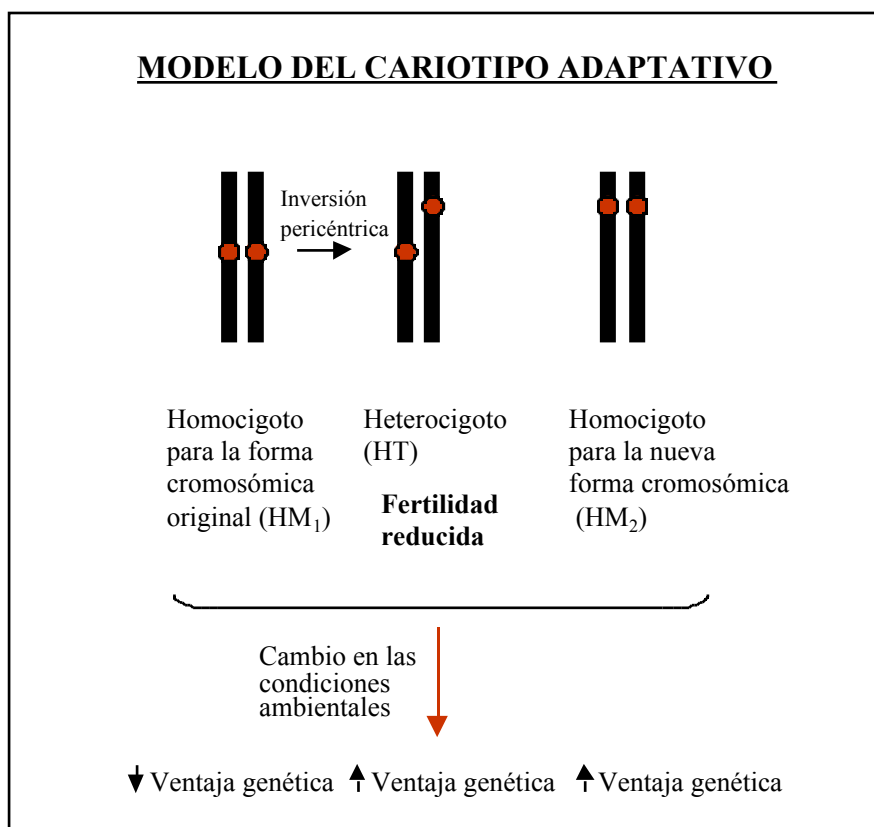 MODELO DEL CARIOTIPO ADAPTATIVO
Inversión
pericéntrica
Homocigoto
para la forma
cromosómica
original (HM₁)
Heterocigoto
(HT)
Fertilidad
reducida
Homocigoto
para la nueva
forma cromosómica
(HM₂)
Cambio en las
condiciones
ambientales
Ventaja genética Ventaja genética Ventaja genética